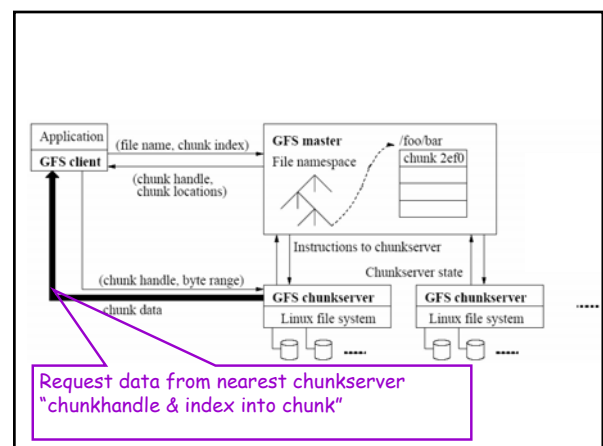 Application
GFS client
(file name, chunk index)
(chunk handle,
chunk locations)
GFS master
File namespace
/foo/bar
chunk 2ef0
Instructions to chunkserver
Chunkserver state
(chunk handle, byte range)
chunk data
GFS chunkserver
Linux file system
GFS chunkserver
Linux file system
Request data from nearest chunkserver
“chunkhandle & index into chunk”